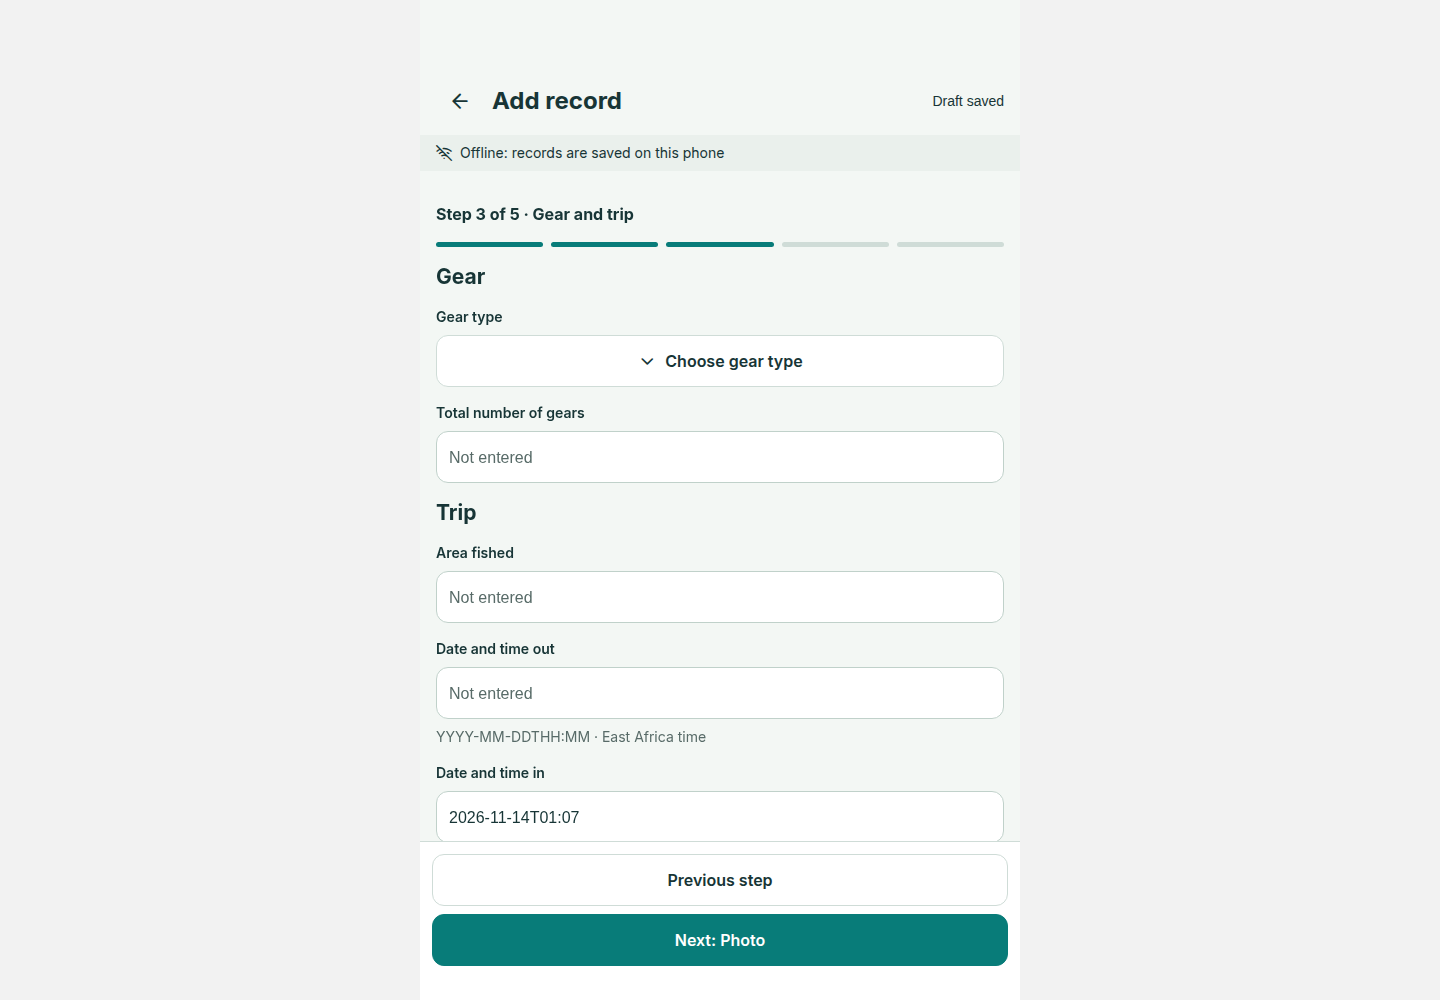 Add record
Draft saved
Offline: records are saved on this phone
Step 3 of 5 · Gear and trip
Gear
Gear type
Choose gear type
Total number of gears
Not entered
Trip
Area fished
Not entered
Date and time out
Not entered
YYYY-MM-DDTHH:MM · East Africa time
Date and time in
2026-11-14T01:07
Previous step
Next: Photo